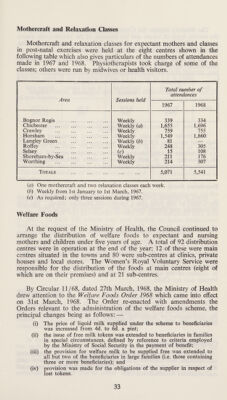 Mothercraft and Relaxation Classes
Mothercraft and relaxation classes for expectant mothers and classes
in post-natal exercises were held at the eight centres shown in the
following table which also gives particulars of the numbers of attendances
made in 1967 and 1968. Physiotherapists took charge of some of the
classes; others were run by midwives or health visitors.
Area Sessions held Total number of attendances
1967 1968
Bognor Regis ... ... ... Weekly 339 334
Chichester ... ... ... Weekly (a) 1,655 1,696
Crawley ... ... ... Weekly 759 755
Horsham ... ... ... Weekly 1,549 1,660
Langley Green ... ... ... Weekly (b) 81 —
Roffey ... ... ... Weekly 248 305
Selsey ... ... ... (c) 15 108
Shoreham-by-Sea ... ... ... Weekly 211 176
Worthing ... ... ... Weekly 214 307
Totals ... ... ... 5,071 5,341
(a) One mothercraft and two relaxation classes each week.
(b) Weekly from 1st January to 1st March, 1967.
(c) As required; only three sessions during 1967.
Welfare Foods
At the request of the Ministry of Health, the Council continued to
arrange the distribution of welfare foods to expectant and nursing
mothers and children under five years of age. A total of 92 distribution
centres were in operation at the end of the year: 12 of these were main
centres situated in the towns and 80 were sub-centres at clinics, private
houses and local stores. The Women's Royal Voluntary Service were
responsible for the distribution of the foods at main centres (eight of
which are on their premises) and at 21 sub-centres.
By Circular 11/68, dated 27th March, 1968, the Ministry of Health
drew attention to the Welfare Foods Order 1968 which came into effect
on 31st March, 1968. The Order re-enacted with amendments the
Orders relevant to the administration of the welfare foods scheme, the
principal changes being as follows: —
(i) The price of liquid milk supplied under the scheme to beneficiaries
was increased from 4d. to 6d. a pint;
(ii) the issue of free milk tokens was extended to beneficiaries in families
in special circumstances, defined by reference to criteria employed
by the Ministry of Social Security in the payment of benefit;
(iii) the provision for welfare milk to be supplied free was extended to
all but two of the beneficiaries in large families (i.e. those containing
three or more beneficiaries); and
(iv) provision was made for the obligations of the supplier in respect of
lost tokens.
33